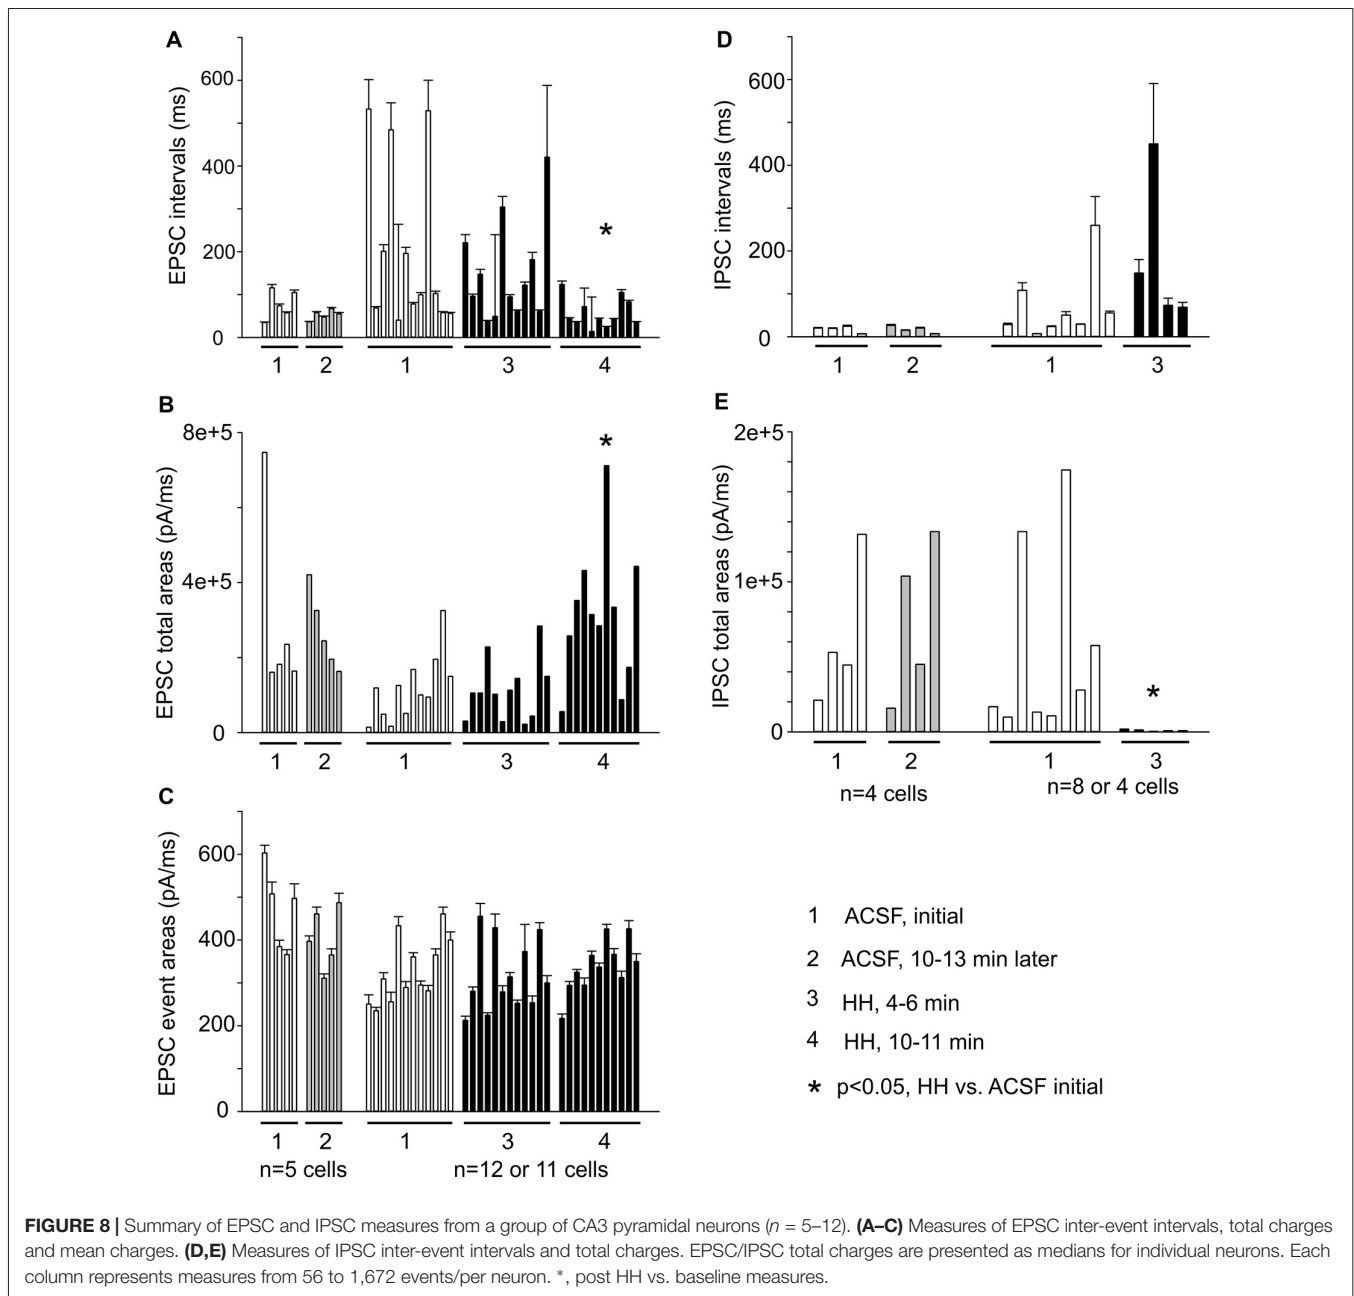 A
EPSC intervals (ms)
600
400
200
0
1 2 1 3 4
*
B
EPSC total areas (pA/ms)
8e+5
4e+5
0
1 2 1 3 4
*
C
EPSC event areas (pA/ms)
600
400
200
0
1 2 1 3 4
n=5 cells n=12 or 11 cells
D
IPSC intervals (ms)
600
400
200
0
1 2 1 3
E
IPSC total areas (pA/ms)
2e+5
1e+5
0
1 2 1 3
*
n=4 cells n=8 or 4 cells
1 ACSF, initial
2 ACSF, 10-13 min later
3 HH, 4-6 min
4 HH, 10-11 min
* p<0.05, HH vs. ACSF initial
FIGURE 8 | Summary of EPSC and IPSC measures from a group of CA3 pyramidal neurons (n = 5–12). (A–C) Measures of EPSC inter-event intervals, total charges
and mean charges. (D,E) Measures of IPSC inter-event intervals and total charges. EPSC/IPSC total charges are presented as medians for individual neurons. Each
column represents measures from 56 to 1,672 events/per neuron. *, post HH vs. baseline measures.